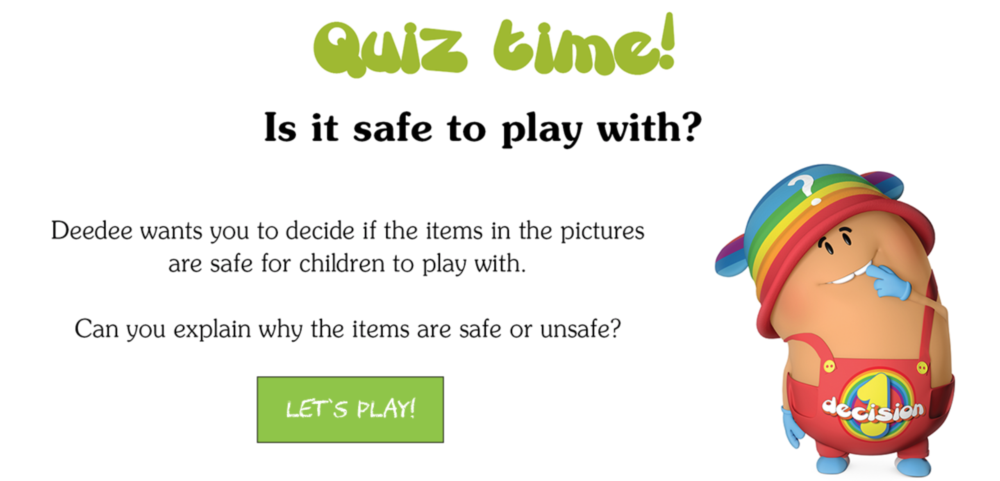 Quiz time!
Is it safe to play with?
Deedee wants you to decide if the items in the pictures
are safe for children to play with.
Can you explain why the items are safe or unsafe?
LET'S PLAY!
?
1
decision